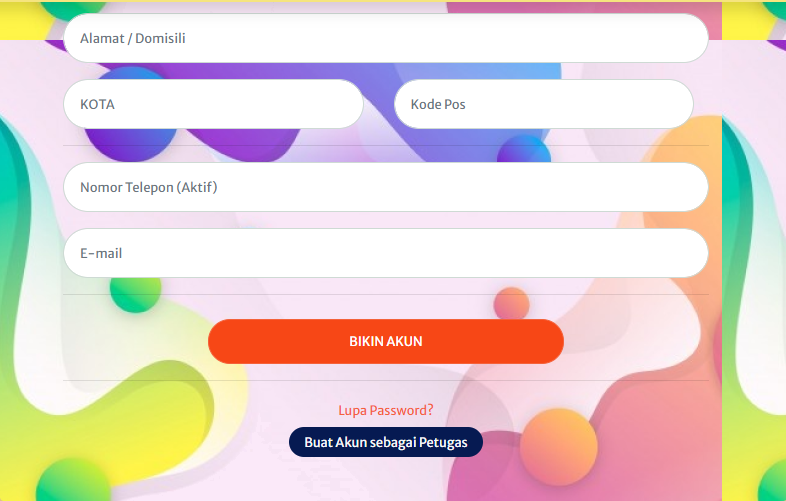 Alamat / Domisili
KOTA
Kode Pos
Nomor Telepon (Aktif)
E-mail
BIKIN AKUN
Lupa Password?
Buat Akun sebagai Petugas